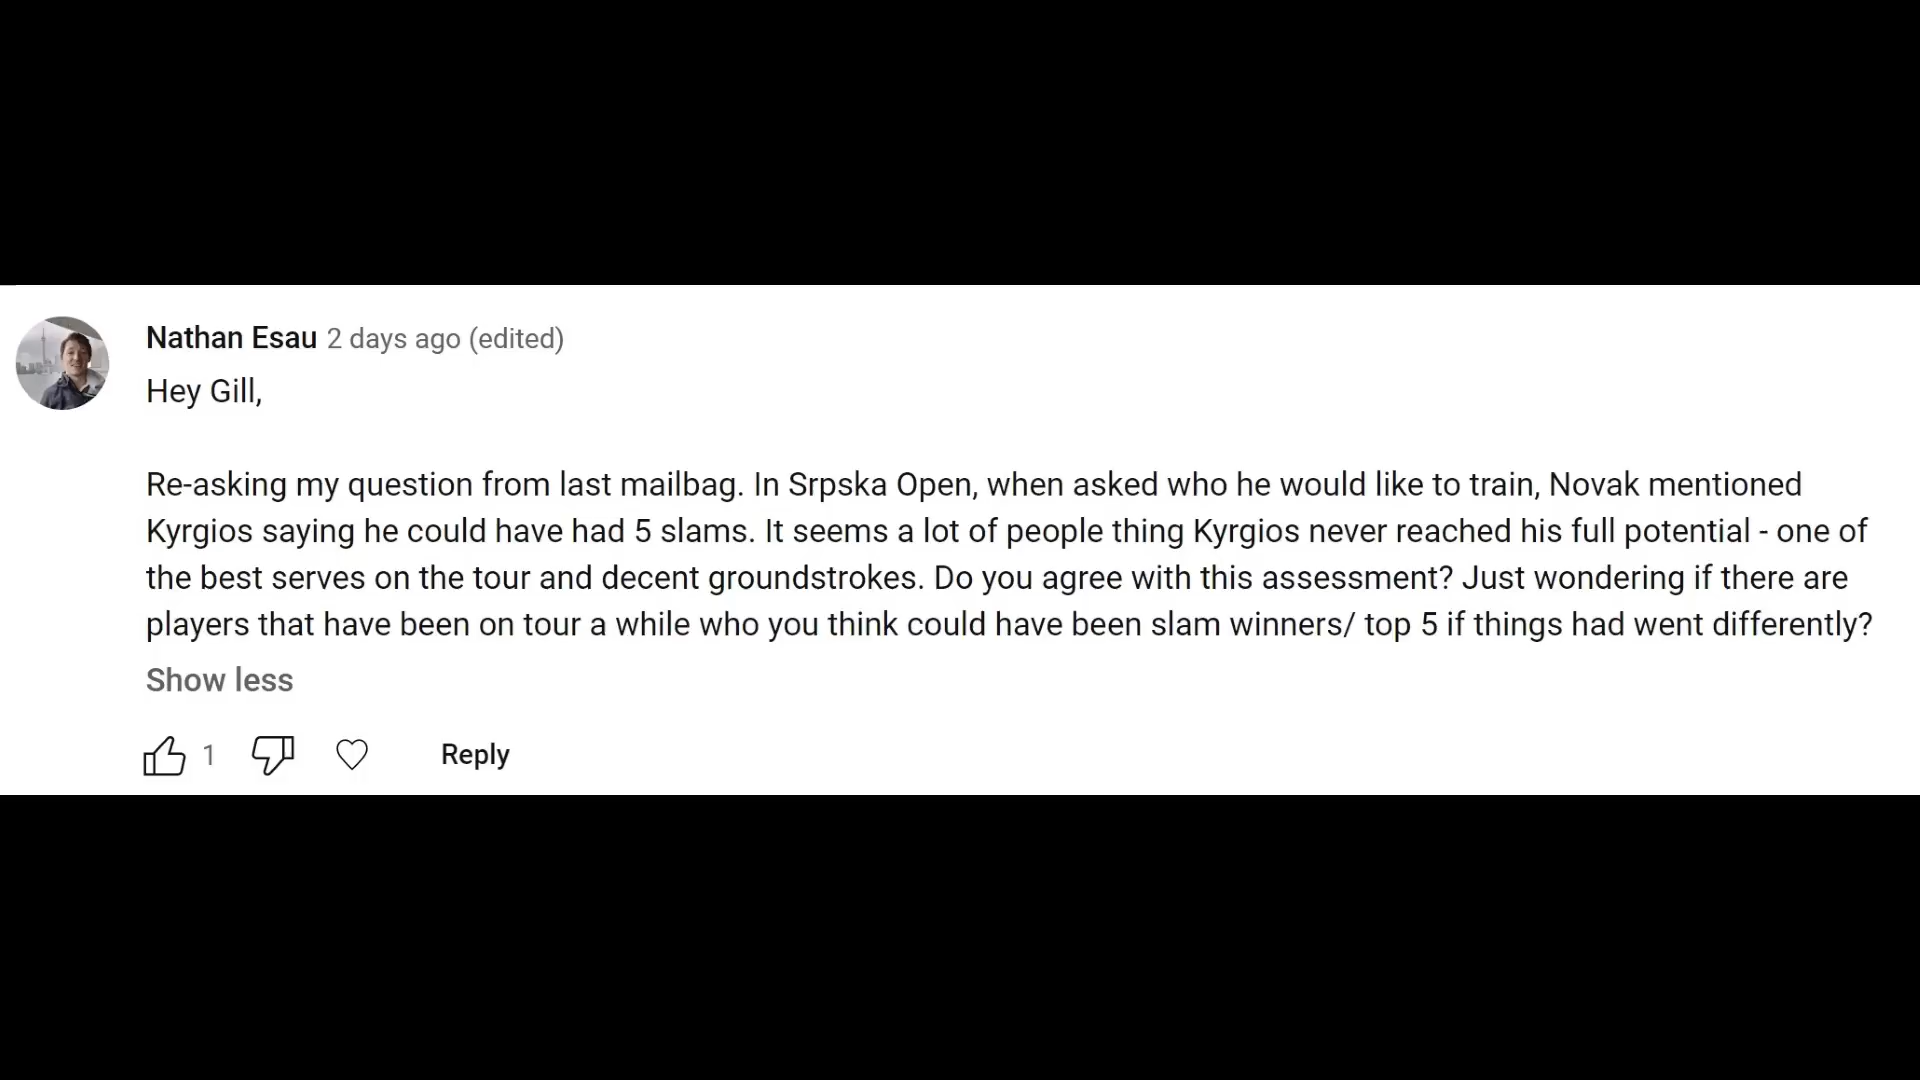 Nathan Esau 2 days ago (edited)
Hey Gill,
Re-asking my question from last mailbag. In Srpska Open, when asked who he would like to train, Novak mentioned
Kyrgios saying he could have had 5 slams. It seems a lot of people thing Kyrgios never reached his full potential - one of
the best serves on the tour and decent groundstrokes. Do you agree with this assessment? Just wondering if there are
players that have been on tour a while who you think could have been slam winners/ top 5 if things had went differently?
Show less
1 Reply